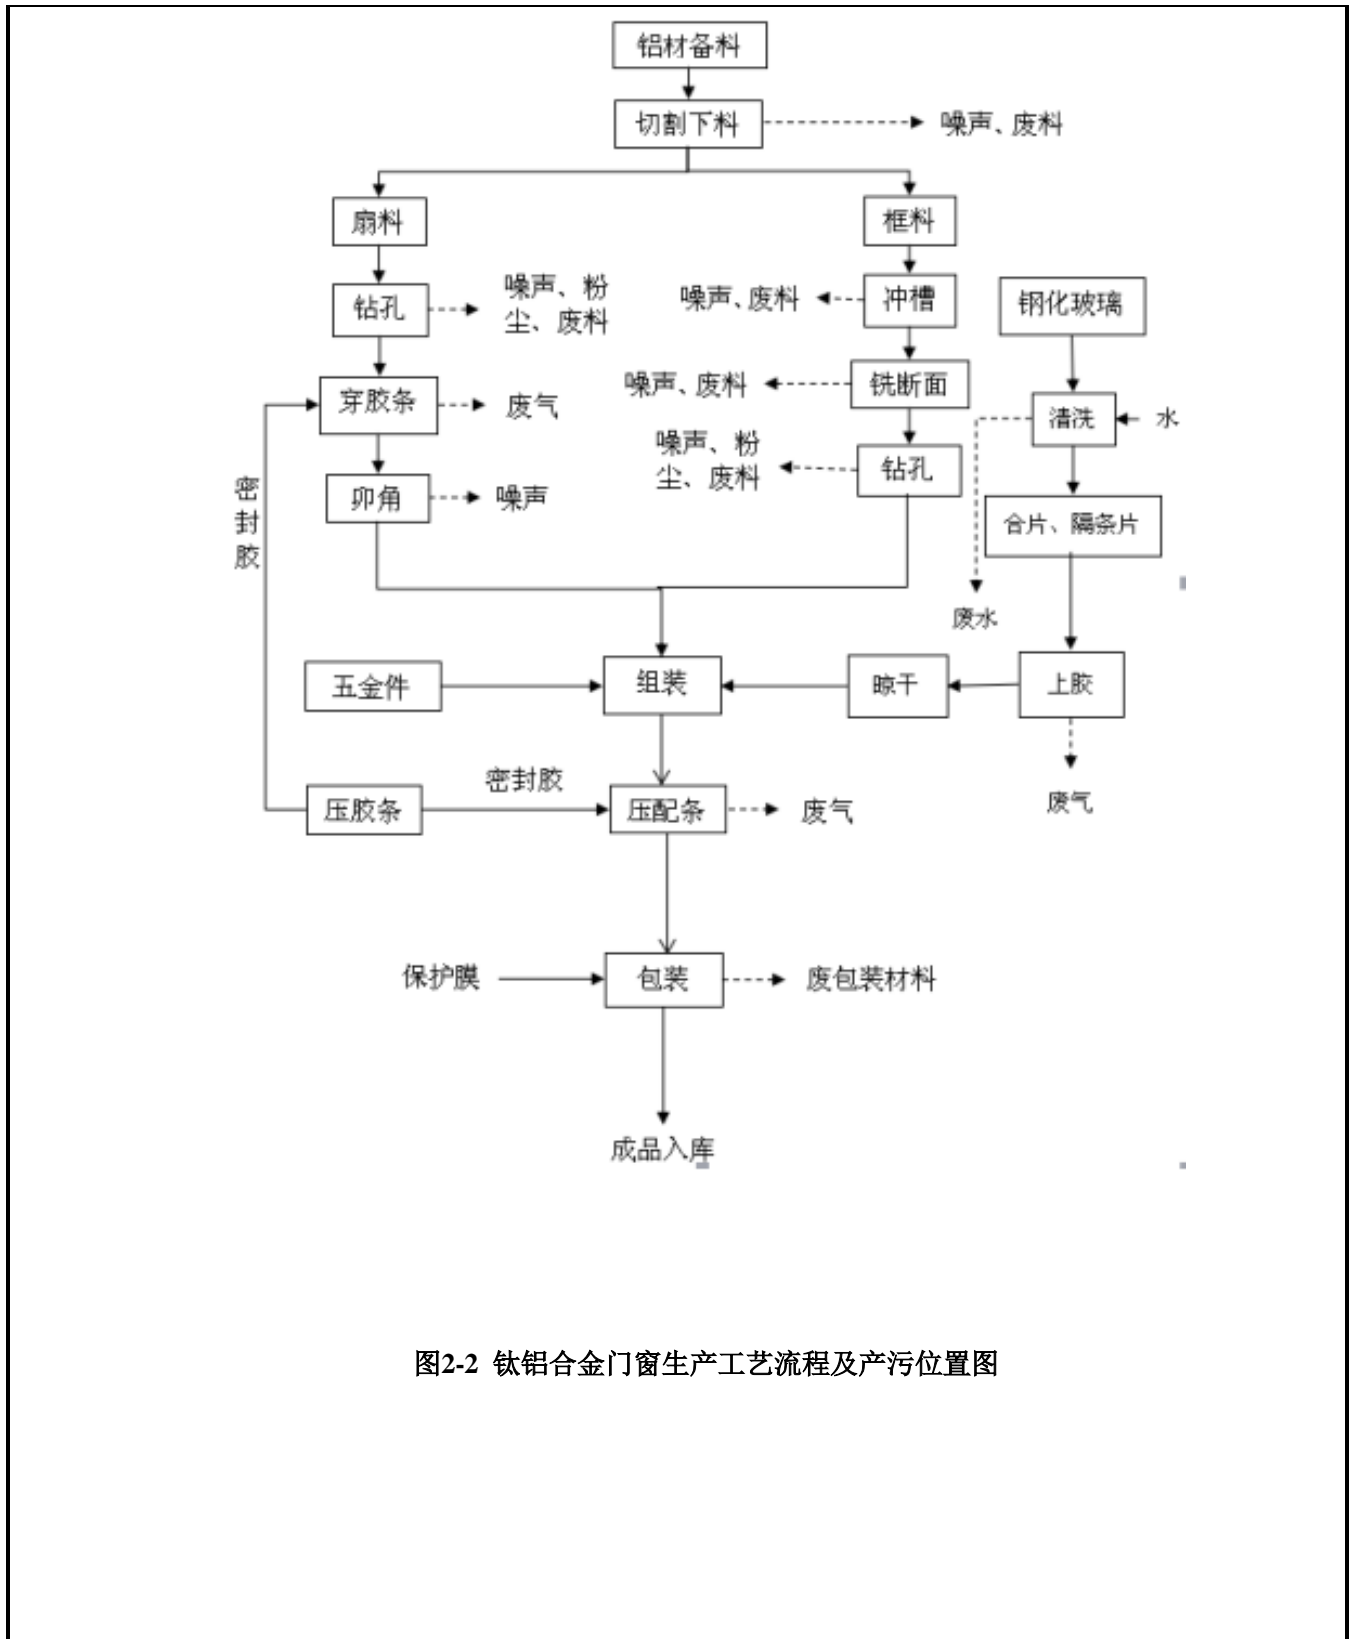 铝材备料
切割下料
噪声、废料
扇料
框料
钻孔
噪声、粉
尘、废料
噪声、废料
冲槽
钢化玻璃
穿胶条
废气
噪声、废料
铣断面
清洗
水
噪声、粉
尘、废料
钻孔
密
封
胶
卯角
噪声
合片、隔条片
废水
五金件
组装
晾干
上胶
密封胶
压胶条
压配条
废气
废气
保护膜
包装
废包装材料
成品入库
图2-2 钛铝合金门窗生产工艺流程及产污位置图